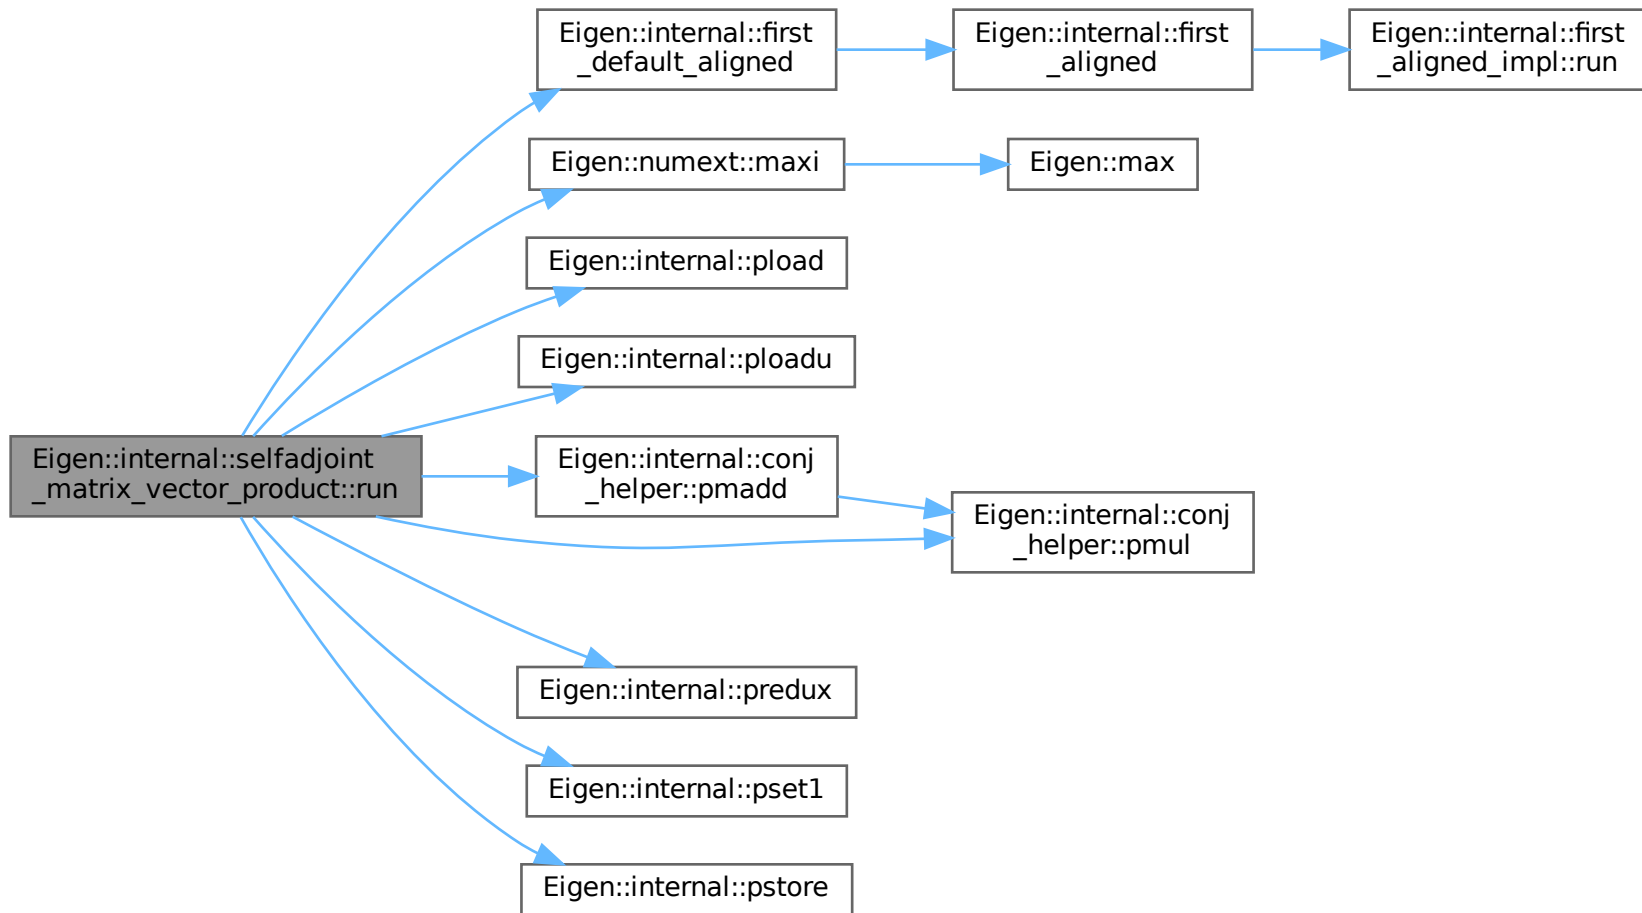 Eigen::internal::first
_default_aligned
Eigen::internal::first
_aligned
Eigen::internal::first
_aligned_impl::run
Eigen::numext::maxi
Eigen::max
Eigen::internal::pload
Eigen::internal::ploadu
Eigen::internal::selfadjoint
_matrix_vector_product::run
Eigen::internal::conj
_helper::pmadd
Eigen::internal::conj
_helper::pmul
Eigen::internal::predux
Eigen::internal::pset1
Eigen::internal::pstore